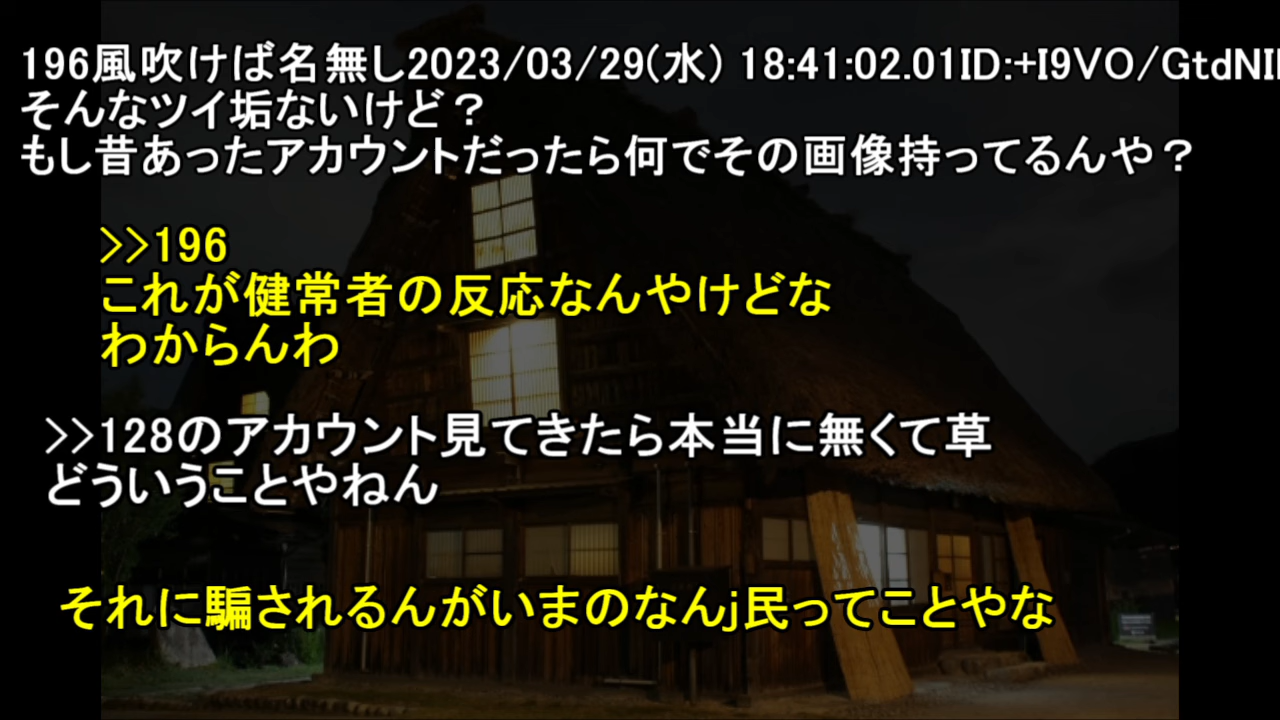 196風吹けば名無し2023/03/29(水) 18:41:02.01ID:+I9VO/GtdNI
そんなツイ垢ないけど？
もし昔あったアカウントだったら何でその画像持ってるんや？
>>196
これが健常者の反応なんやけどな
わからんわ
>>128のアカウント見てきたら本当に無くて草
どういうことやねん
それに騙されるんがいまのなんj民ってことやな